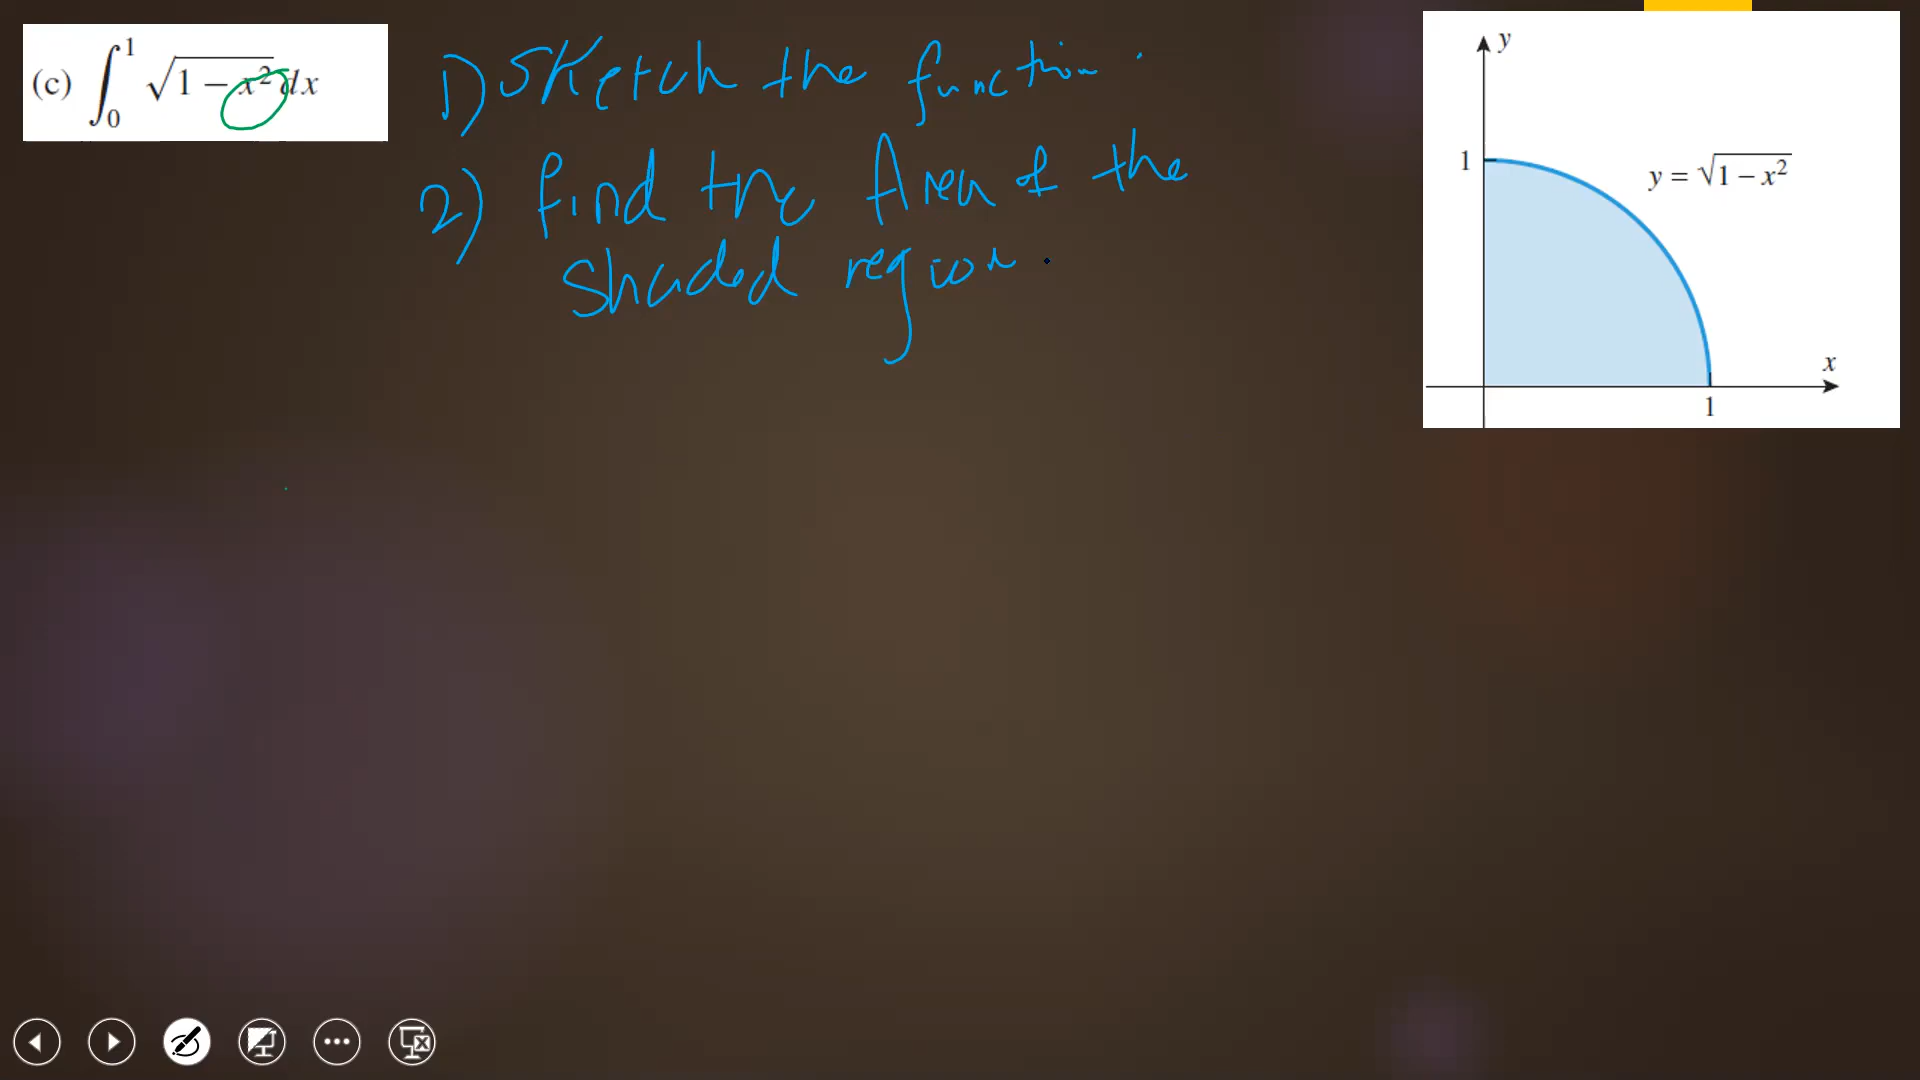 (c) ∫₀¹ √(1 − x²) dx
1) Sketch the function.
2) find the Area of the
shaded region.
y
1
y = √(1 − x²)
x
1